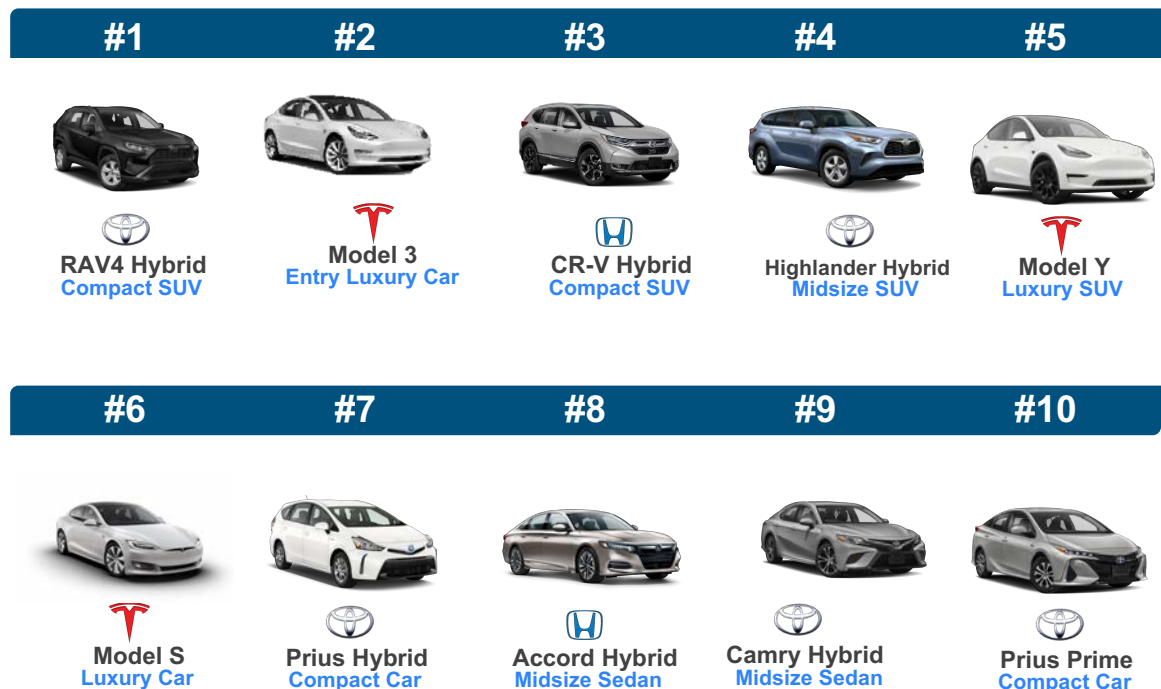 #1 #2 #3 #4 #5
RAV4 Hybrid
Compact SUV
Model 3
Entry Luxury Car
CR-V Hybrid
Compact SUV
Highlander Hybrid
Midsize SUV
Model Y
Luxury SUV
#6 #7 #8 #9 #10
Model S
Luxury Car
Prius Hybrid
Compact Car
Accord Hybrid
Midsize Sedan
Camry Hybrid
Midsize Sedan
Prius Prime
Compact Car